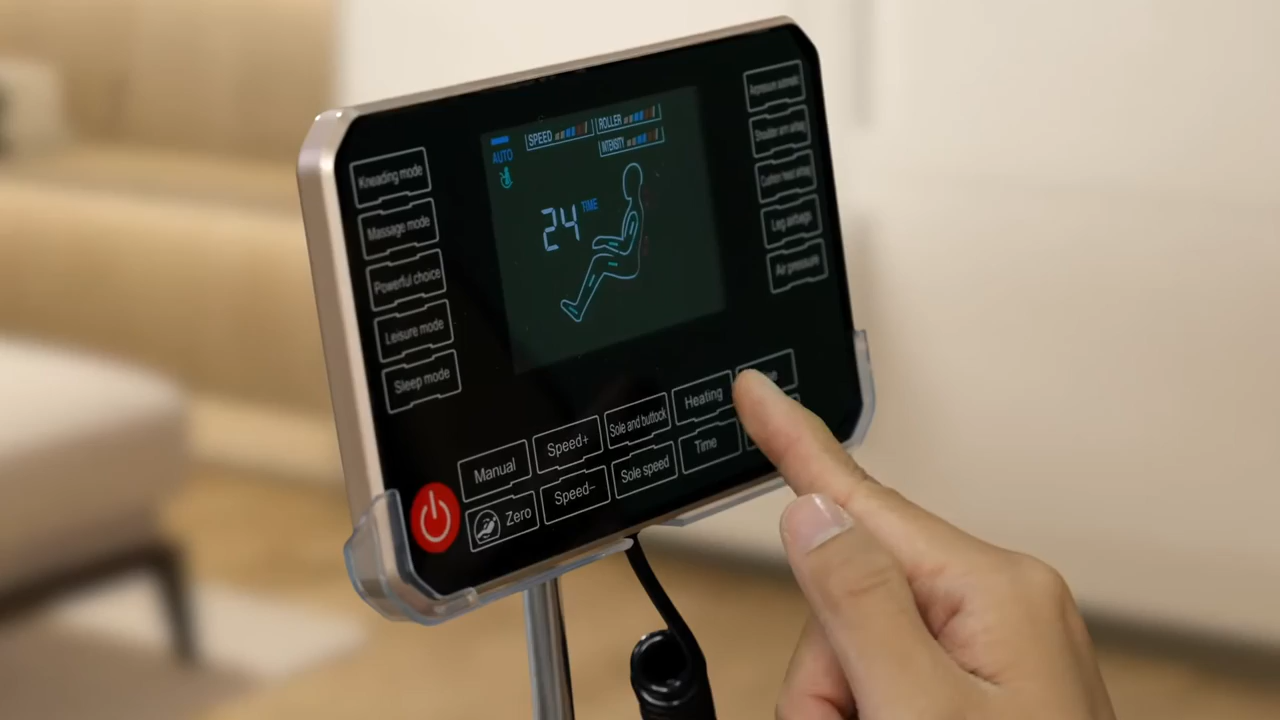 SPEED
ROLLER
AUTO
INTENSITY
24 TIME
Kneading mode
Massage mode
Powerful choice
Leisure mode
Sleep mode
Shoulder arm airbag
Leg airbags
Air pressure
Manual
Speed+
Sole and buttock
Heating
Zero
Speed−
Sole speed
Time